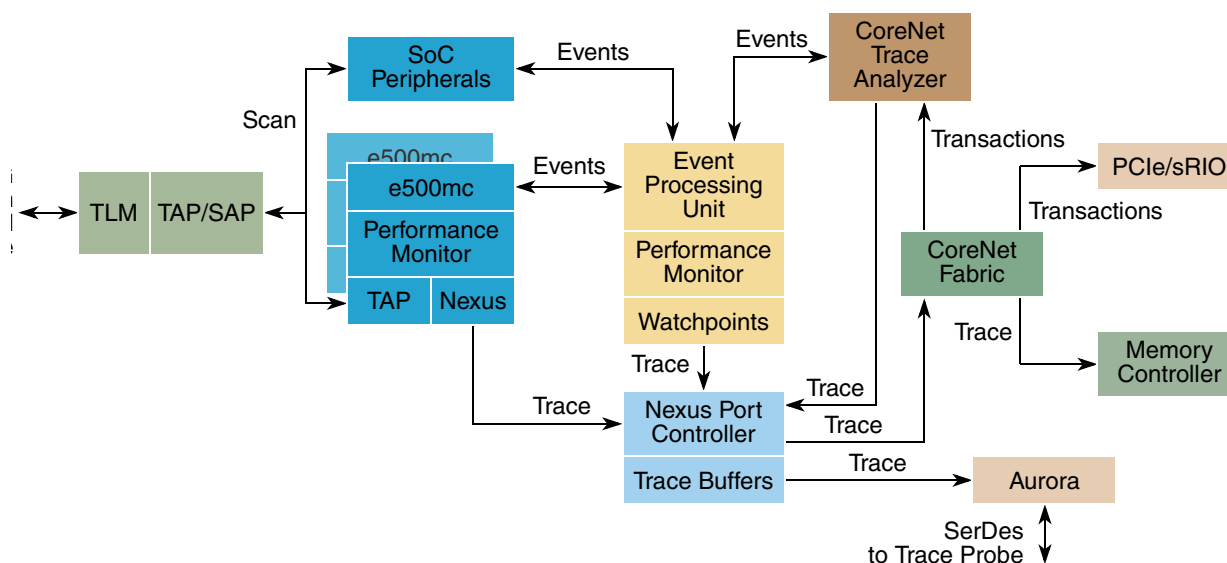 SoC
Peripherals
Events
Events
CoreNet
Trace
Analyzer
Scan
Transactions
e500mc
e500mc
Events
Event
Processing
Unit
PCIe/sRIO
TLM
TAP/SAP
Transactions
Performance
Monitor
Performance
Monitor
CoreNet
Fabric
TAP
Nexus
Watchpoints
Trace
Memory
Controller
Trace
Trace
Trace
Nexus Port
Controller
Trace
Trace Buffers
Trace
Aurora
SerDes
to Trace Probe